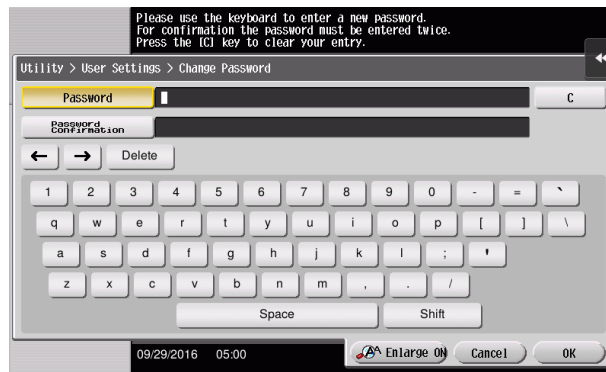 Please use the keyboard to enter a new password.
For confirmation the password must be entered twice.
Press the [C] key to clear your entry.
Utility > User Settings > Change Password
Password
C
Password
Confirmation
← → Delete
1 2 3 4 5 6 7 8 9 0 - = `
q w e r t y u i o p [ ] \
a s d f g h j k l ; '
z x c v b n m , . /
Space Shift
09/29/2016 05:00 AA Enlarge ON Cancel OK